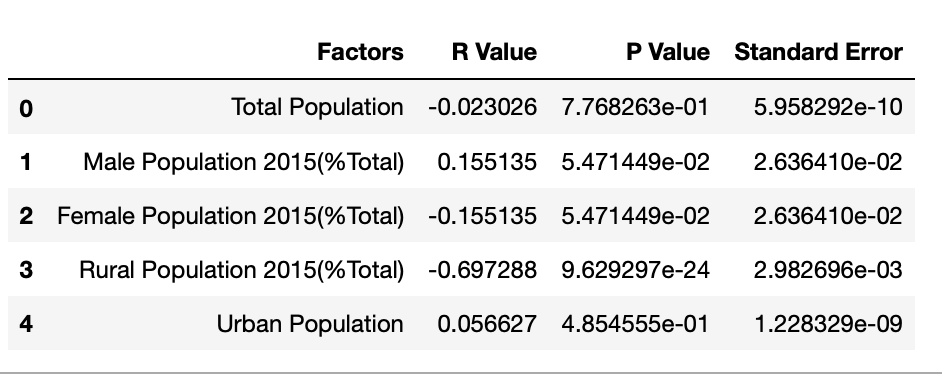 Factors R Value P Value Standard Error
0 Total Population -0.023026 7.768263e-01 5.958292e-10
1 Male Population 2015(%Total) 0.155135 5.471449e-02 2.636410e-02
2 Female Population 2015(%Total) -0.155135 5.471449e-02 2.636410e-02
3 Rural Population 2015(%Total) -0.697288 9.629297e-24 2.982696e-03
4 Urban Population 0.056627 4.854555e-01 1.228329e-09